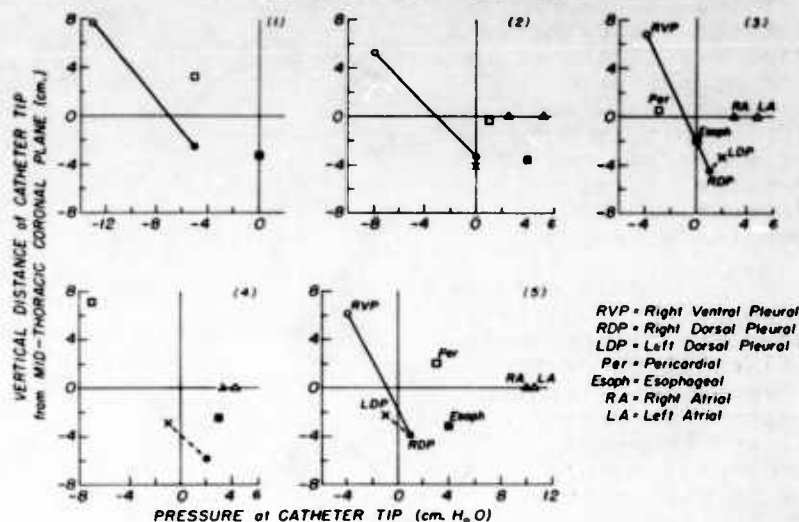 (1)
(2)
(3)
8
4
0
-4
-8
-12 -8 -4 0
8
4
0
-4
-8
-8 -4 0 4
8
4
0
-4
-8
-4 0 4 6
RVP
Per
RA LA
Esoph
LDP
RDP
VERTICAL DISTANCE of CATHETER TIP
from MID-THORACIC CORONAL PLANE (cm.)
(4)
(5)
8
4
0
-4
-8
-8 -4 0 4 6
8
4
0
-4
-8
-4 0 4 8 12
RVP
Per
RA LA
LDP
Esoph
RDP
PRESSURE at CATHETER TIP (cm. H2O)
RVP = Right Ventral Pleural
RDP = Right Dorsal Pleural
LDP = Left Dorsal Pleural
Per = Pericardial
Esoph = Esophageal
RA = Right Atrial
LA = Left Atrial